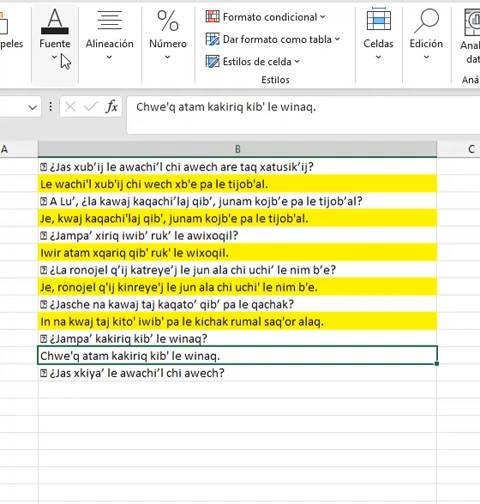 peles
Fuente
Alineación
Número
Formato condicional
Dar formato como tabla
Estilos de celda
Estilos
Celdas
Edición
Anal
dat
Aná
fx
Chwe'q atam kakiriq kib' le winaq.
A B C
¿Jas xub’ij le awachi’l chi awech are taq xatusik’ij?
Le wachi'l xub'ij chi wech xb'e pa le tijob'al.
A Lu’, ¿la kawaj kaqachi’laj qib’, junam kojb’e pa le tijob’al?
Je, kwaj kaqachi'laj qib', junam kojb'e pa le tijob'al.
¿Jampa’ xiriq iwib’ ruk’ le awixoqil?
Iwir atam xqariq qib' ruk' le wixoqil.
¿La ronojel q’ij katreye’j le jun ala chi uchi’ le nim b’e?
Je, ronojel q'ij kinreye'j le jun ala chi uchi' le nim b'e.
¿Jasche na kawaj taj kaqato’ qib’ pa le qachak?
In na kwaj taj kito' iwib' pa le kichak rumal saq'or alaq.
¿Jampa’ kakiriq kib’ le winaq?
Chwe'q atam kakiriq kib' le winaq.
¿Jas xkiya’ le awachi’l chi awech?